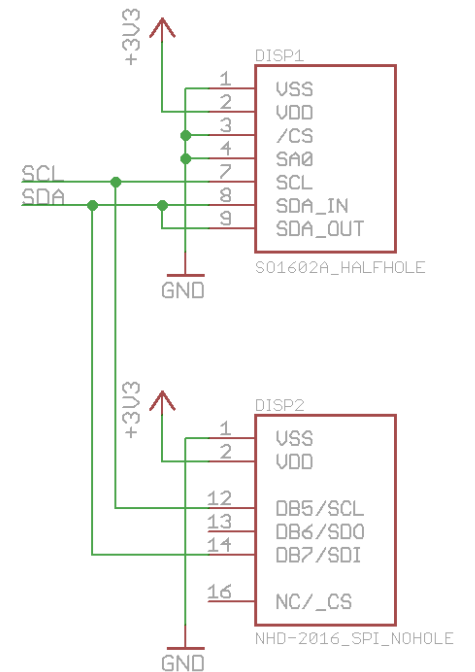 +3V3
DISP1
1 VSS
2 VDD
3 /CS
4 SA0
SCL 7 SCL
SDA 8 SDA_IN
9 SDA_OUT
SO1602A_HALFHOLE
GND
+3V3
DISP2
1 VSS
2 VDD
12 DB5/SCL
13 DB6/SDO
14 DB7/SDI
16 NC/_CS
NHD-2016_SPI_NOHOLE
GND